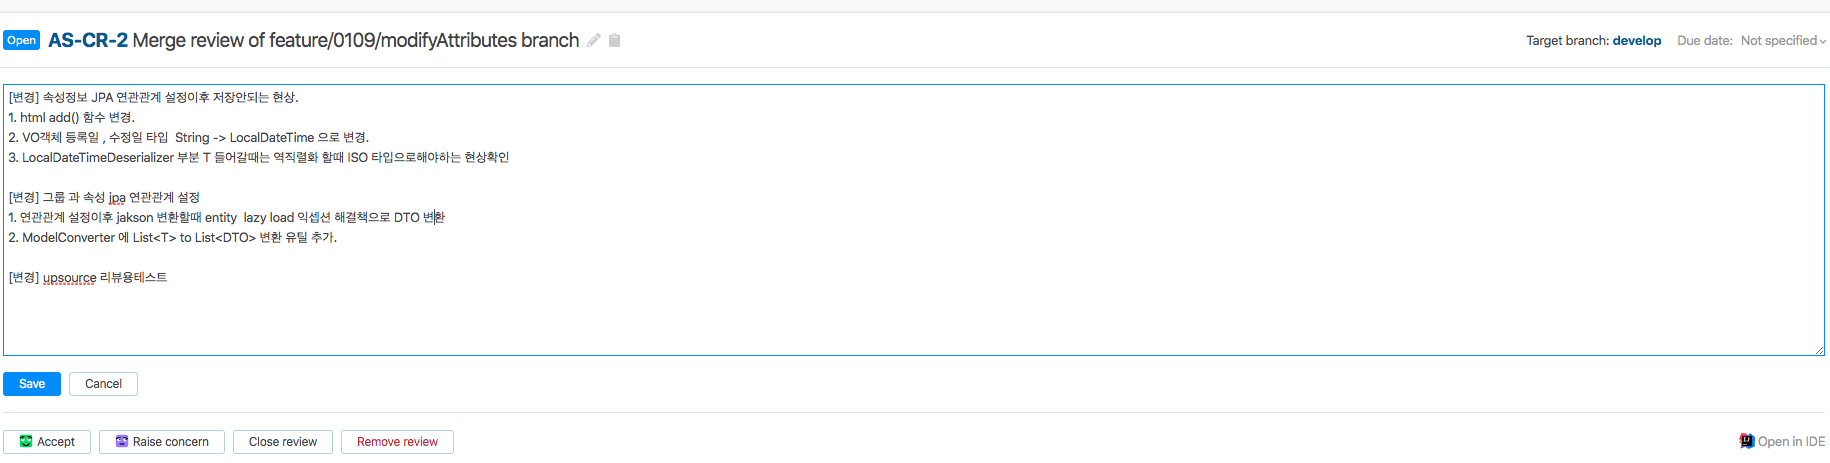 Open AS-CR-2 Merge review of feature/0109/modifyAttributes branch Target branch: develop Due date: Not specified
[변경] 속성정보 JPA 연관관계 설정이후 저장안되는 현상.
1. html add() 함수 변경.
2. VO객체 등록일 , 수정일 타입  String -> LocalDateTime 으로 변경.
3. LocalDateTimeDeserializer 부분 T 들어갈때는 역직렬화 할때 ISO 타입으로해야하는 현상확인
[변경] 그룹 과 속성 jpa 연관관계 설정
1. 연관관계 설정이후 jakson 변환할때 entity  lazy load 익셉션 해결책으로 DTO 변환
2. ModelConverter 에 List<T> to List<DTO> 변환 유틸 추가.
[변경] upsource 리뷰용테스트
Save Cancel
Accept Raise concern Close review Remove review Open in IDE